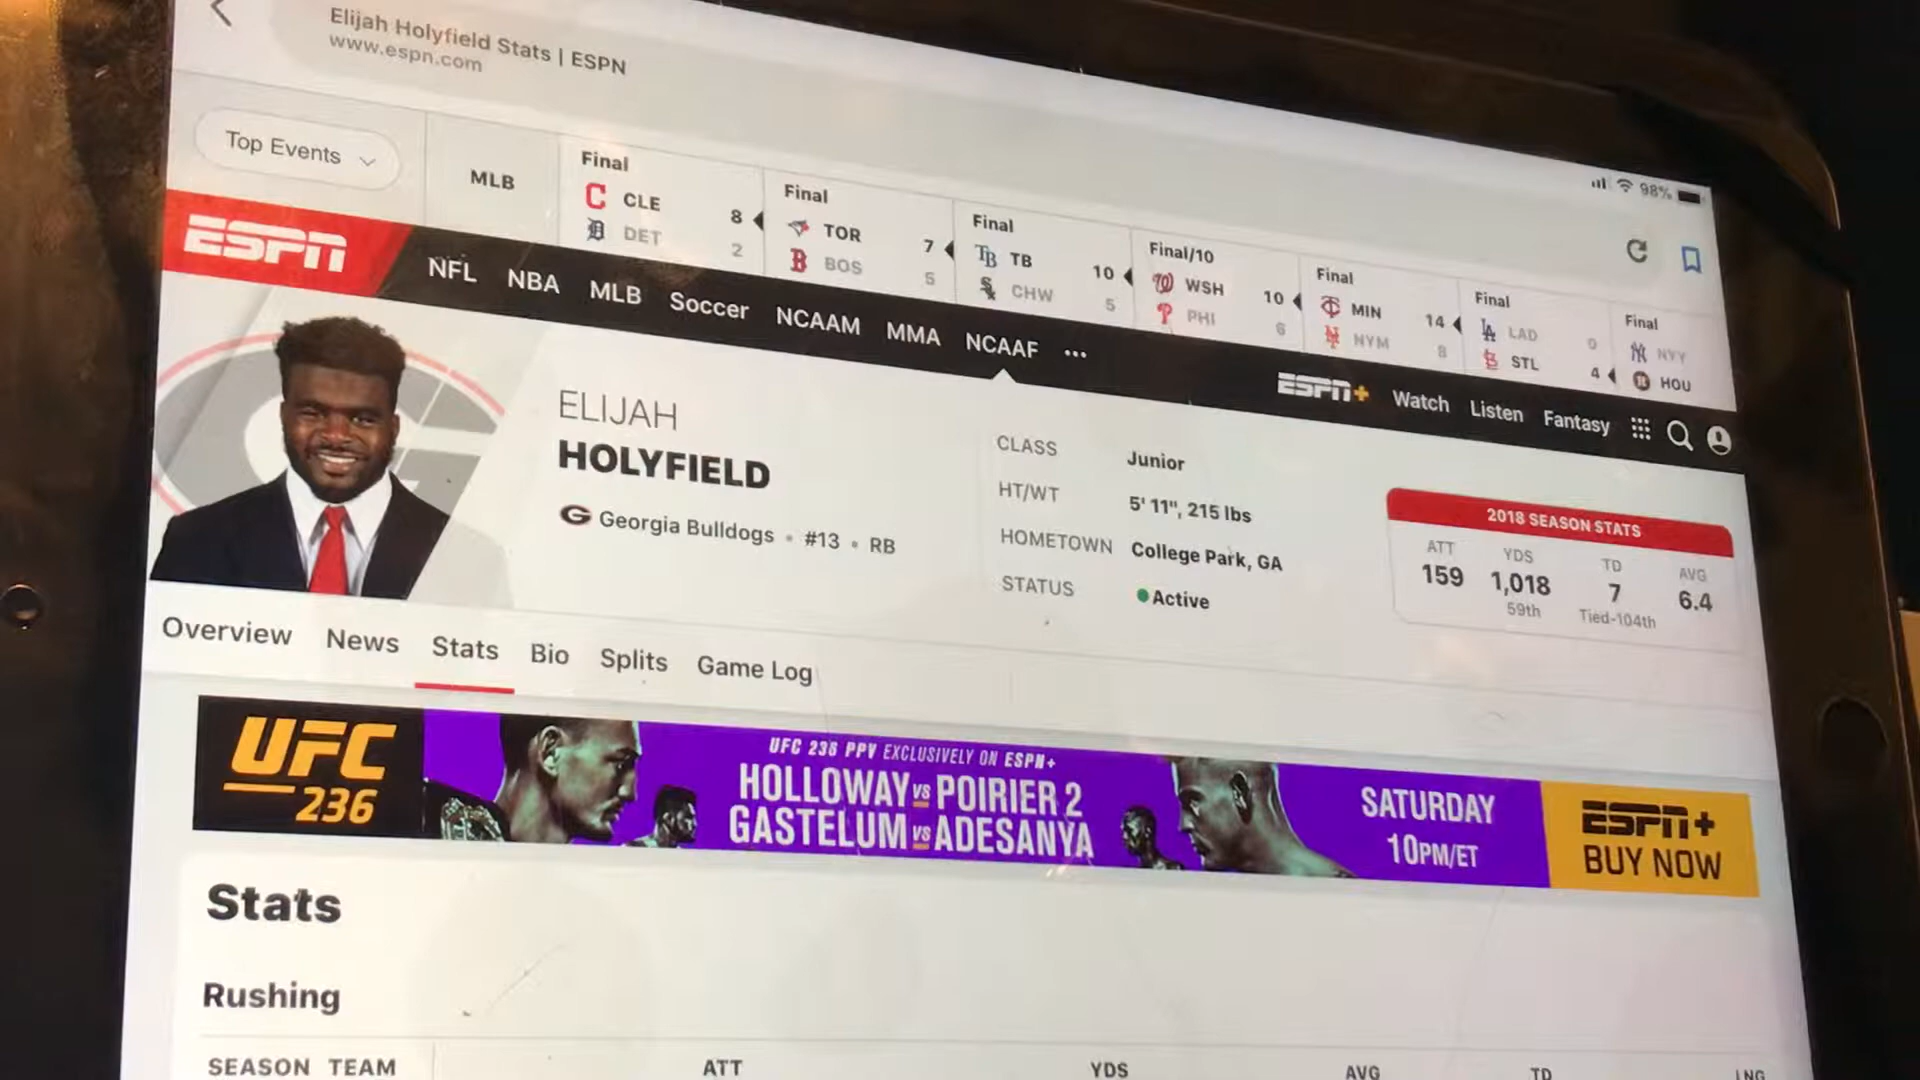 Elijah Holyfield Stats | ESPN
www.espn.com
98%
Top Events
MLB
Final
CLE 8
DET 2
Final
TOR 7
BOS 5
Final
TB 10
CHW 5
Final/10
WSH 10
PHI 6
Final
MIN 14
NYM 8
Final
LAD 0
STL 4
Final
NYY
HOU
ESPN
NFL NBA MLB Soccer NCAAM MMA NCAAF •••
ESPN+ Watch Listen Fantasy
ELIJAH
HOLYFIELD
Georgia Bulldogs • #13 • RB
CLASS Junior
HT/WT 5' 11", 215 lbs
HOMETOWN College Park, GA
STATUS Active
2018 SEASON STATS
ATT YDS TD AVG
159 1,018 7 6.4
59th Tied-104th
Overview News Stats Bio Splits Game Log
UFC
236
UFC 236 PPV EXCLUSIVELY ON ESPN+
HOLLOWAY VS POIRIER 2
GASTELUM VS ADESANYA
SATURDAY
10PM/ET
ESPN+
BUY NOW
Stats
Rushing
SEASON TEAM ATT YDS AVG TD LNG